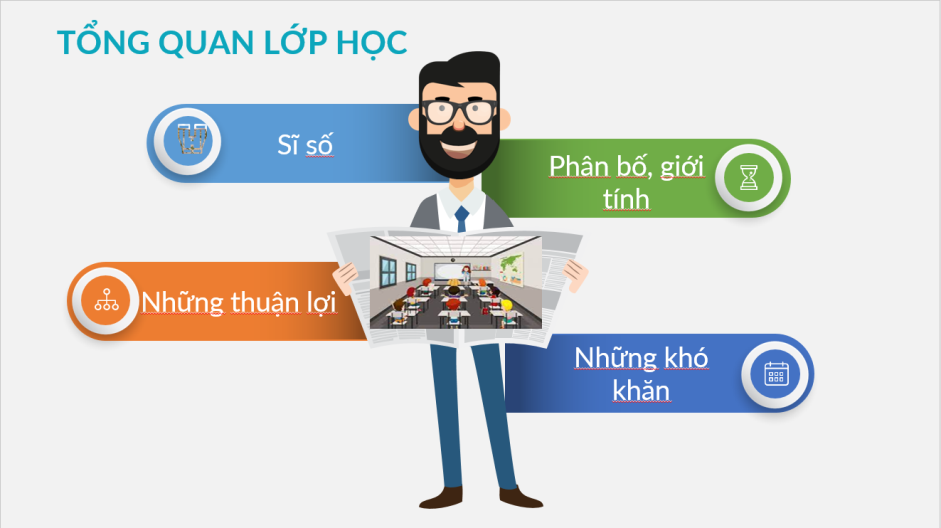 TỔNG QUAN LỚP HỌC
Sĩ số
Phân bố, giới
tính
Những thuận lợi
Những khó
khăn